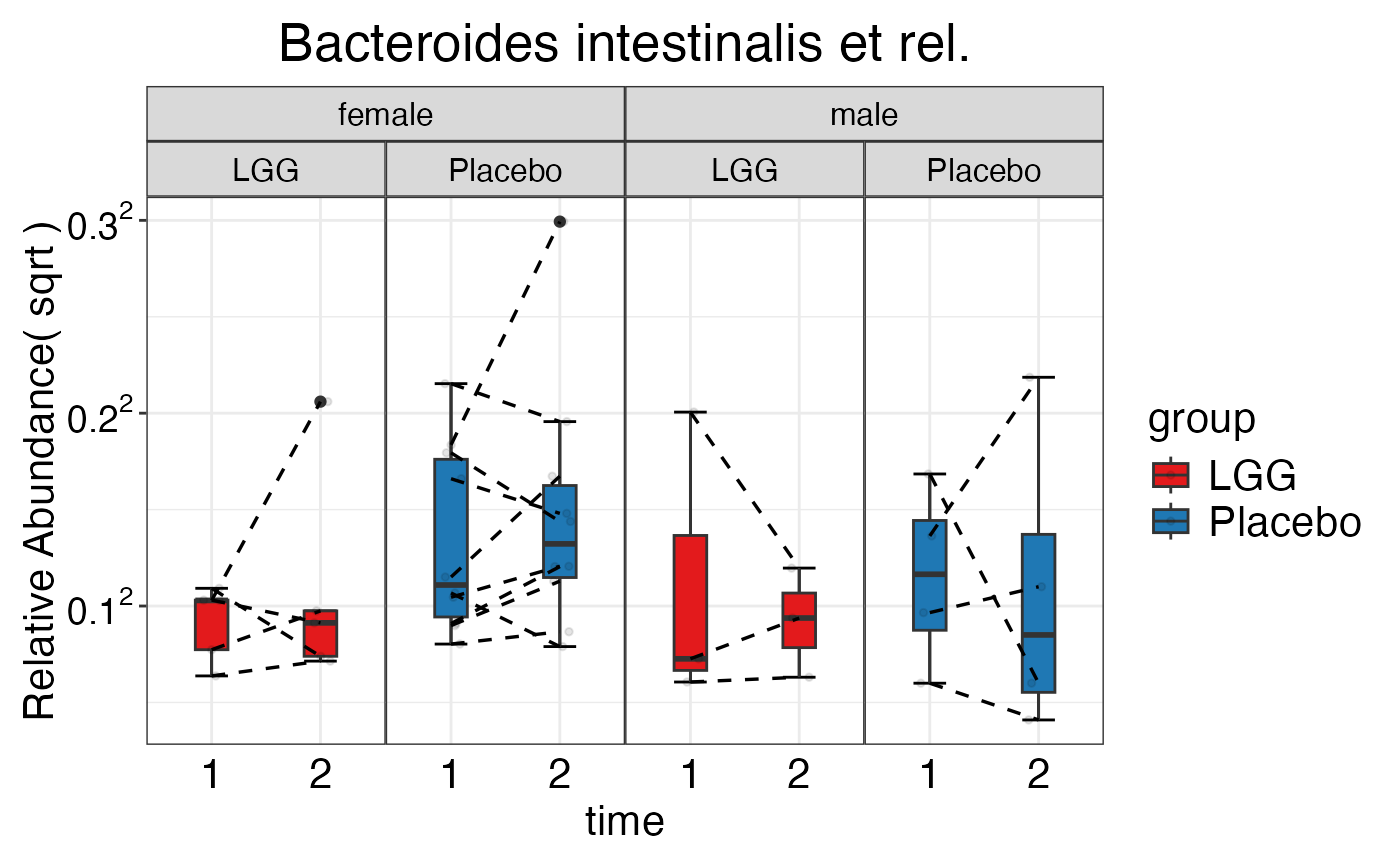 Bacteroides intestinalis et rel.
female male
LGG Placebo LGG Placebo
0.3²
0.2²
0.1²
Relative Abundance( sqrt )
1 2 1 2 1 2 1 2
time
group
LGG
Placebo